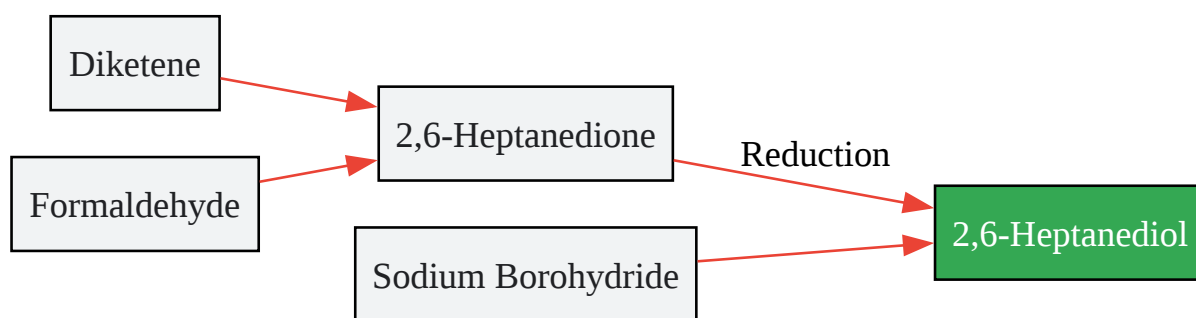 Diketene
Formaldehyde
2,6-Heptanedione
Sodium Borohydride
Reduction
2,6-Heptanediol